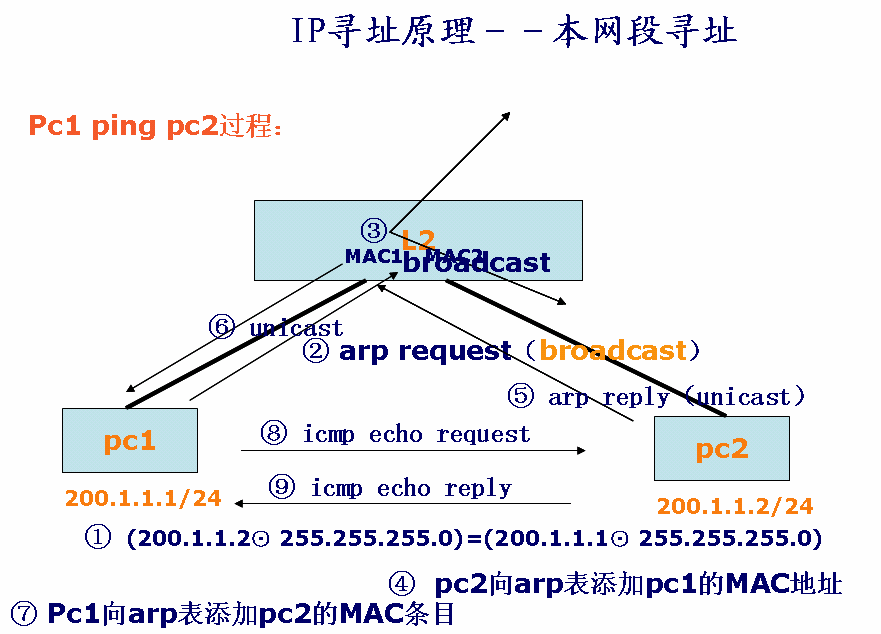 IP寻址原理－－本网段寻址
Pc1 ping pc2过程：
③
L2
MAC1 MAC2
broadcast
⑥ unicast
② arp request（broadcast）
⑤ arp reply（unicast）
pc1
⑧ icmp echo request
pc2
⑨ icmp echo reply
200.1.1.1/24
200.1.1.2/24
① (200.1.1.2⊙ 255.255.255.0)=(200.1.1.1⊙ 255.255.255.0)
④ pc2向arp表添加pc1的MAC地址
⑦ Pc1向arp表添加pc2的MAC条目